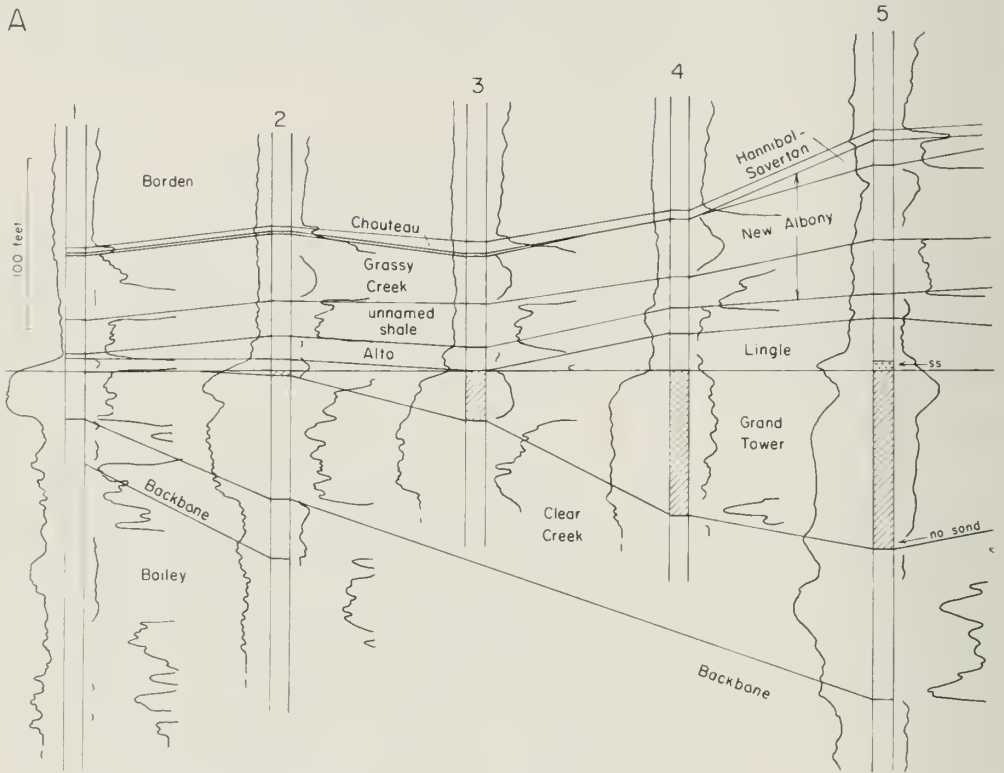 A
1
2
3
4
5
100 feet
Borden
Chouteau
Hannibal-
Saverton
New Albony
Grassy
Creek
unnamed
shale
Alto
Lingle
ss
Grand
Tower
Clear
Creek
no sand
Backbone
Bailey
Backbone